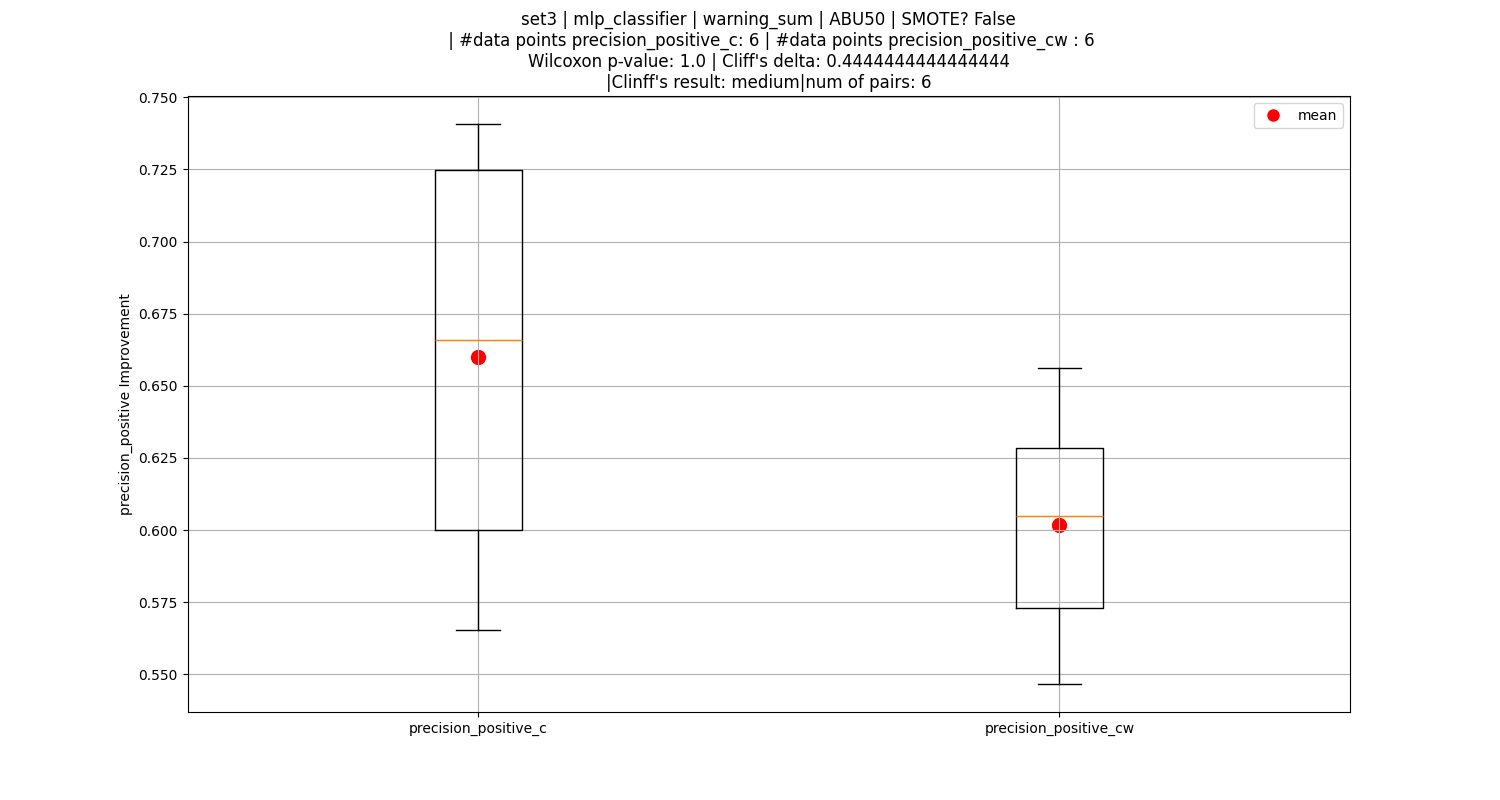 set3 | mlp_classifier | warning_sum | ABU50 | SMOTE? False
| #data points precision_positive_c: 6 | #data points precision_positive_cw : 6
Wilcoxon p-value: 1.0 | Cliff's delta: 0.4444444444444444
|Clinff's result: medium|num of pairs: 6
mean
precision_positive Improvement
0.750
0.725
0.700
0.675
0.650
0.625
0.600
0.575
0.550
precision_positive_c
precision_positive_cw